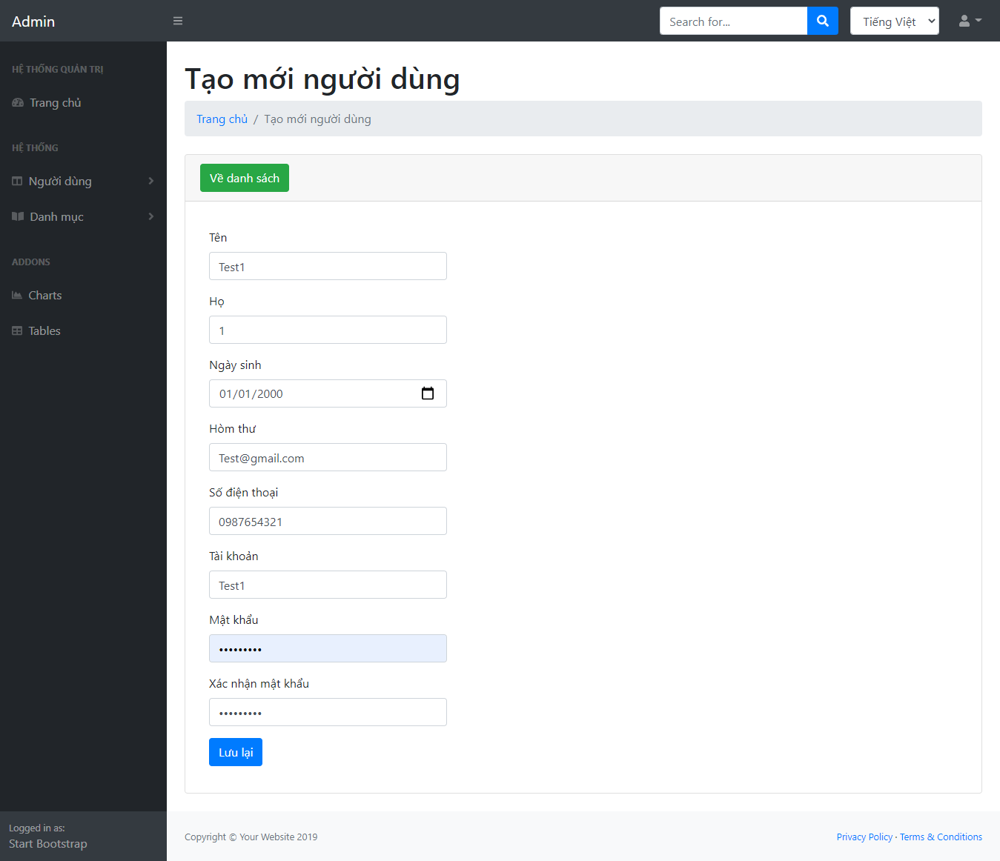 Admin
Search for...
Tiếng Việt
HỆ THỐNG QUẢN TRỊ
Trang chủ
HỆ THỐNG
Người dùng
Danh mục
ADDONS
Charts
Tables
Logged in as:
Start Bootstrap
Tạo mới người dùng
Trang chủ / Tạo mới người dùng
Về danh sách
Tên
Test1
Họ
1
Ngày sinh
01/01/2000
Hòm thư
Test@gmail.com
Số điện thoại
0987654321
Tài khoản
Test1
Mật khẩu
•••••••••
Xác nhận mật khẩu
•••••••••
Lưu lại
Copyright © Your Website 2019
Privacy Policy · Terms & Conditions